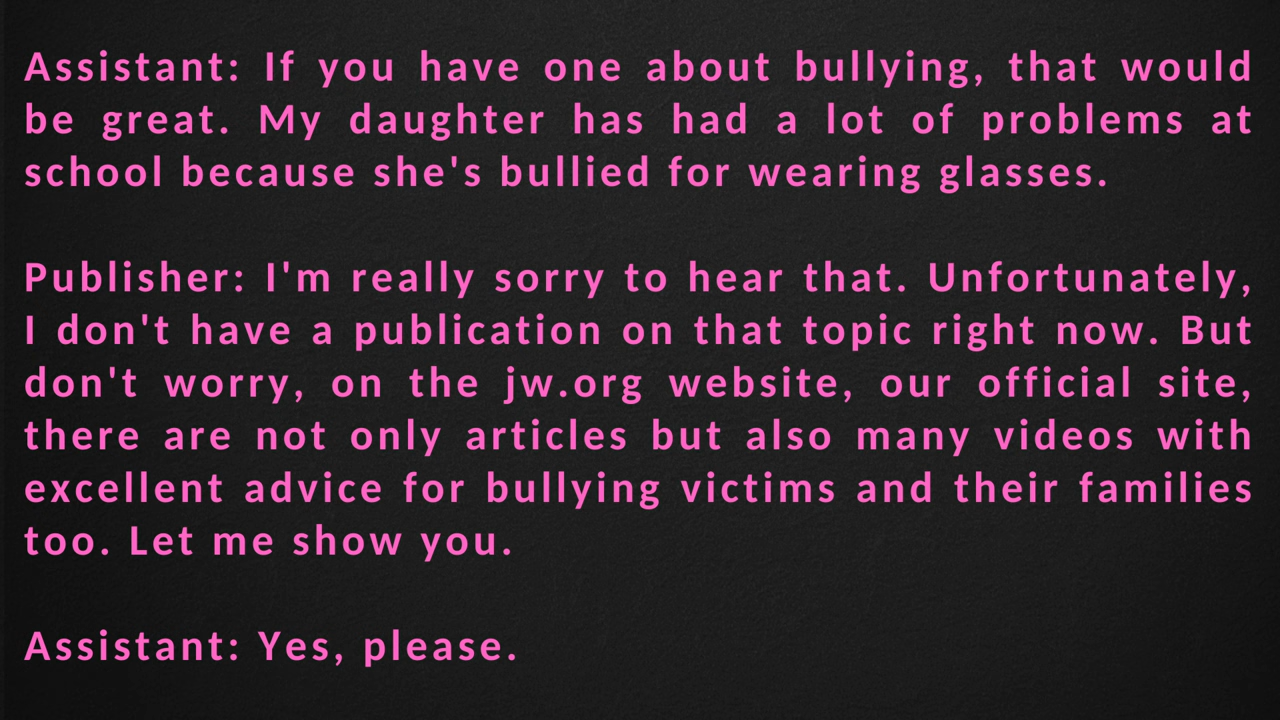 Assistant: If you have one about bullying, that would
be great. My daughter has had a lot of problems at
school because she's bullied for wearing glasses.
Publisher: I'm really sorry to hear that. Unfortunately,
I don't have a publication on that topic right now. But
don't worry, on the jw.org website, our official site,
there are not only articles but also many videos with
excellent advice for bullying victims and their families
too. Let me show you.
Assistant: Yes, please.